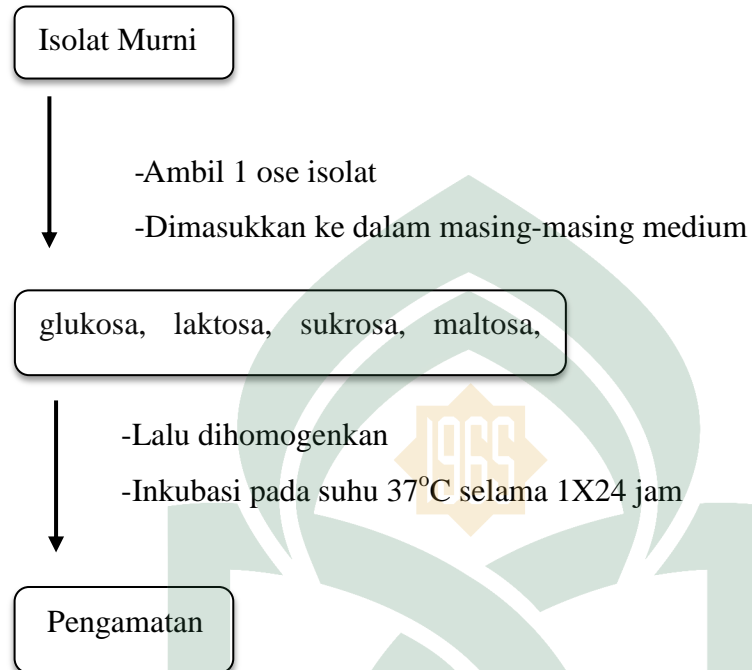 Isolat Murni
-Ambil 1 ose isolat
-Dimasukkan ke dalam masing-masing medium
glukosa, laktosa, sukrosa, maltosa,
1965
-Lalu dihomogenkan
-Inkubasi pada suhu 37°C selama 1X24 jam
Pengamatan